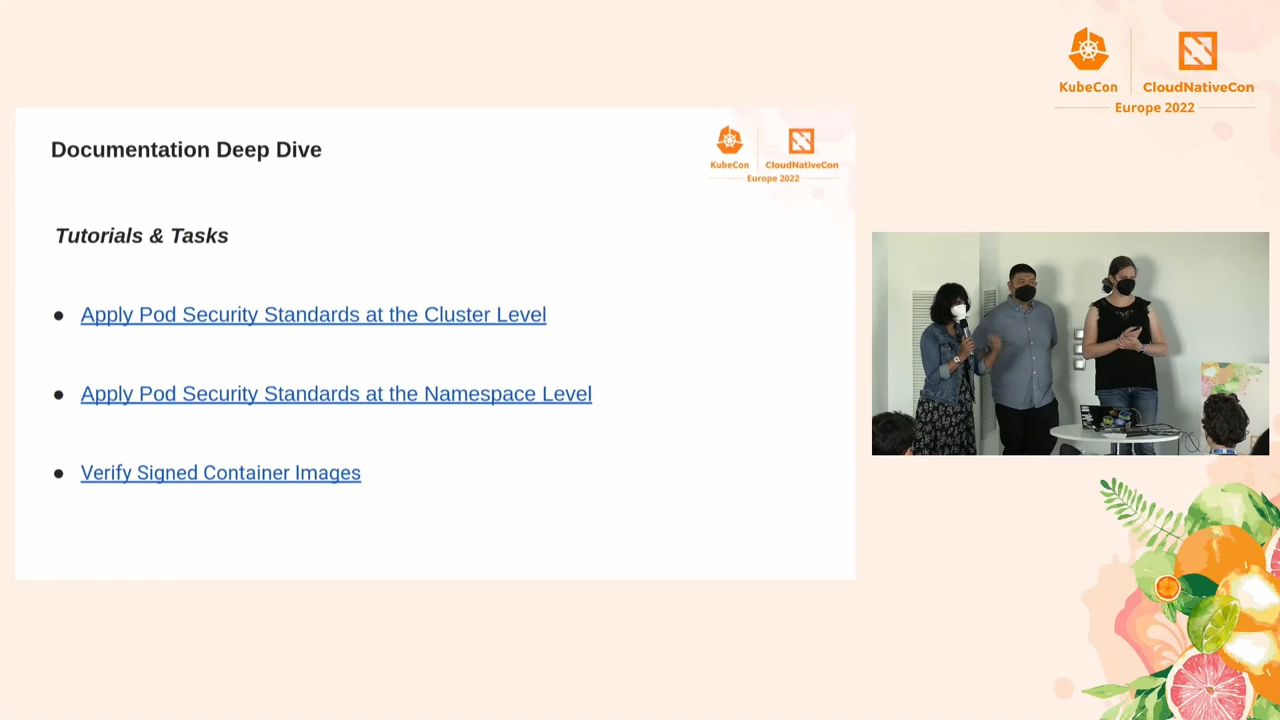 KubeCon
CloudNativeCon
Europe 2022
Documentation Deep Dive
KubeCon
CloudNativeCon
Europe 2022
Tutorials & Tasks
Apply Pod Security Standards at the Cluster Level
Apply Pod Security Standards at the Namespace Level
Verify Signed Container Images